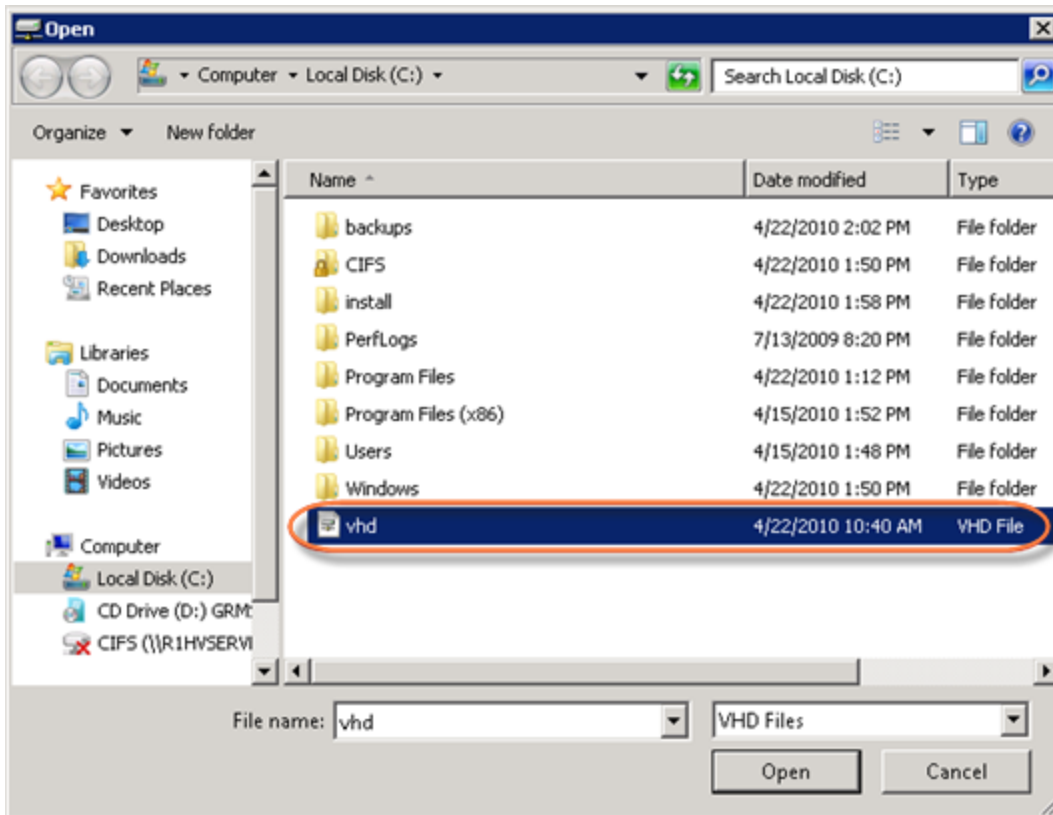 Open
Computer Local Disk (C:) Search Local Disk (C:)
Organize New folder
Favorites
Desktop
Downloads
Recent Places
Libraries
Documents
Music
Pictures
Videos
Computer
Local Disk (C:)
CD Drive (D:)
CIFS
Name Date modified Type
backups 4/22/2010 2:02 PM File folder
CIFS 4/22/2010 1:50 PM File folder
install 4/22/2010 1:58 PM File folder
PerfLogs 7/13/2009 8:20 PM File folder
Program Files 4/22/2010 1:12 PM File folder
Program Files (x86) 4/15/2010 1:52 PM File folder
Users 4/15/2010 1:48 PM File folder
Windows 4/22/2010 1:50 PM File folder
vhd 4/22/2010 10:40 AM VHD File
File name: vhd VHD Files
Open Cancel